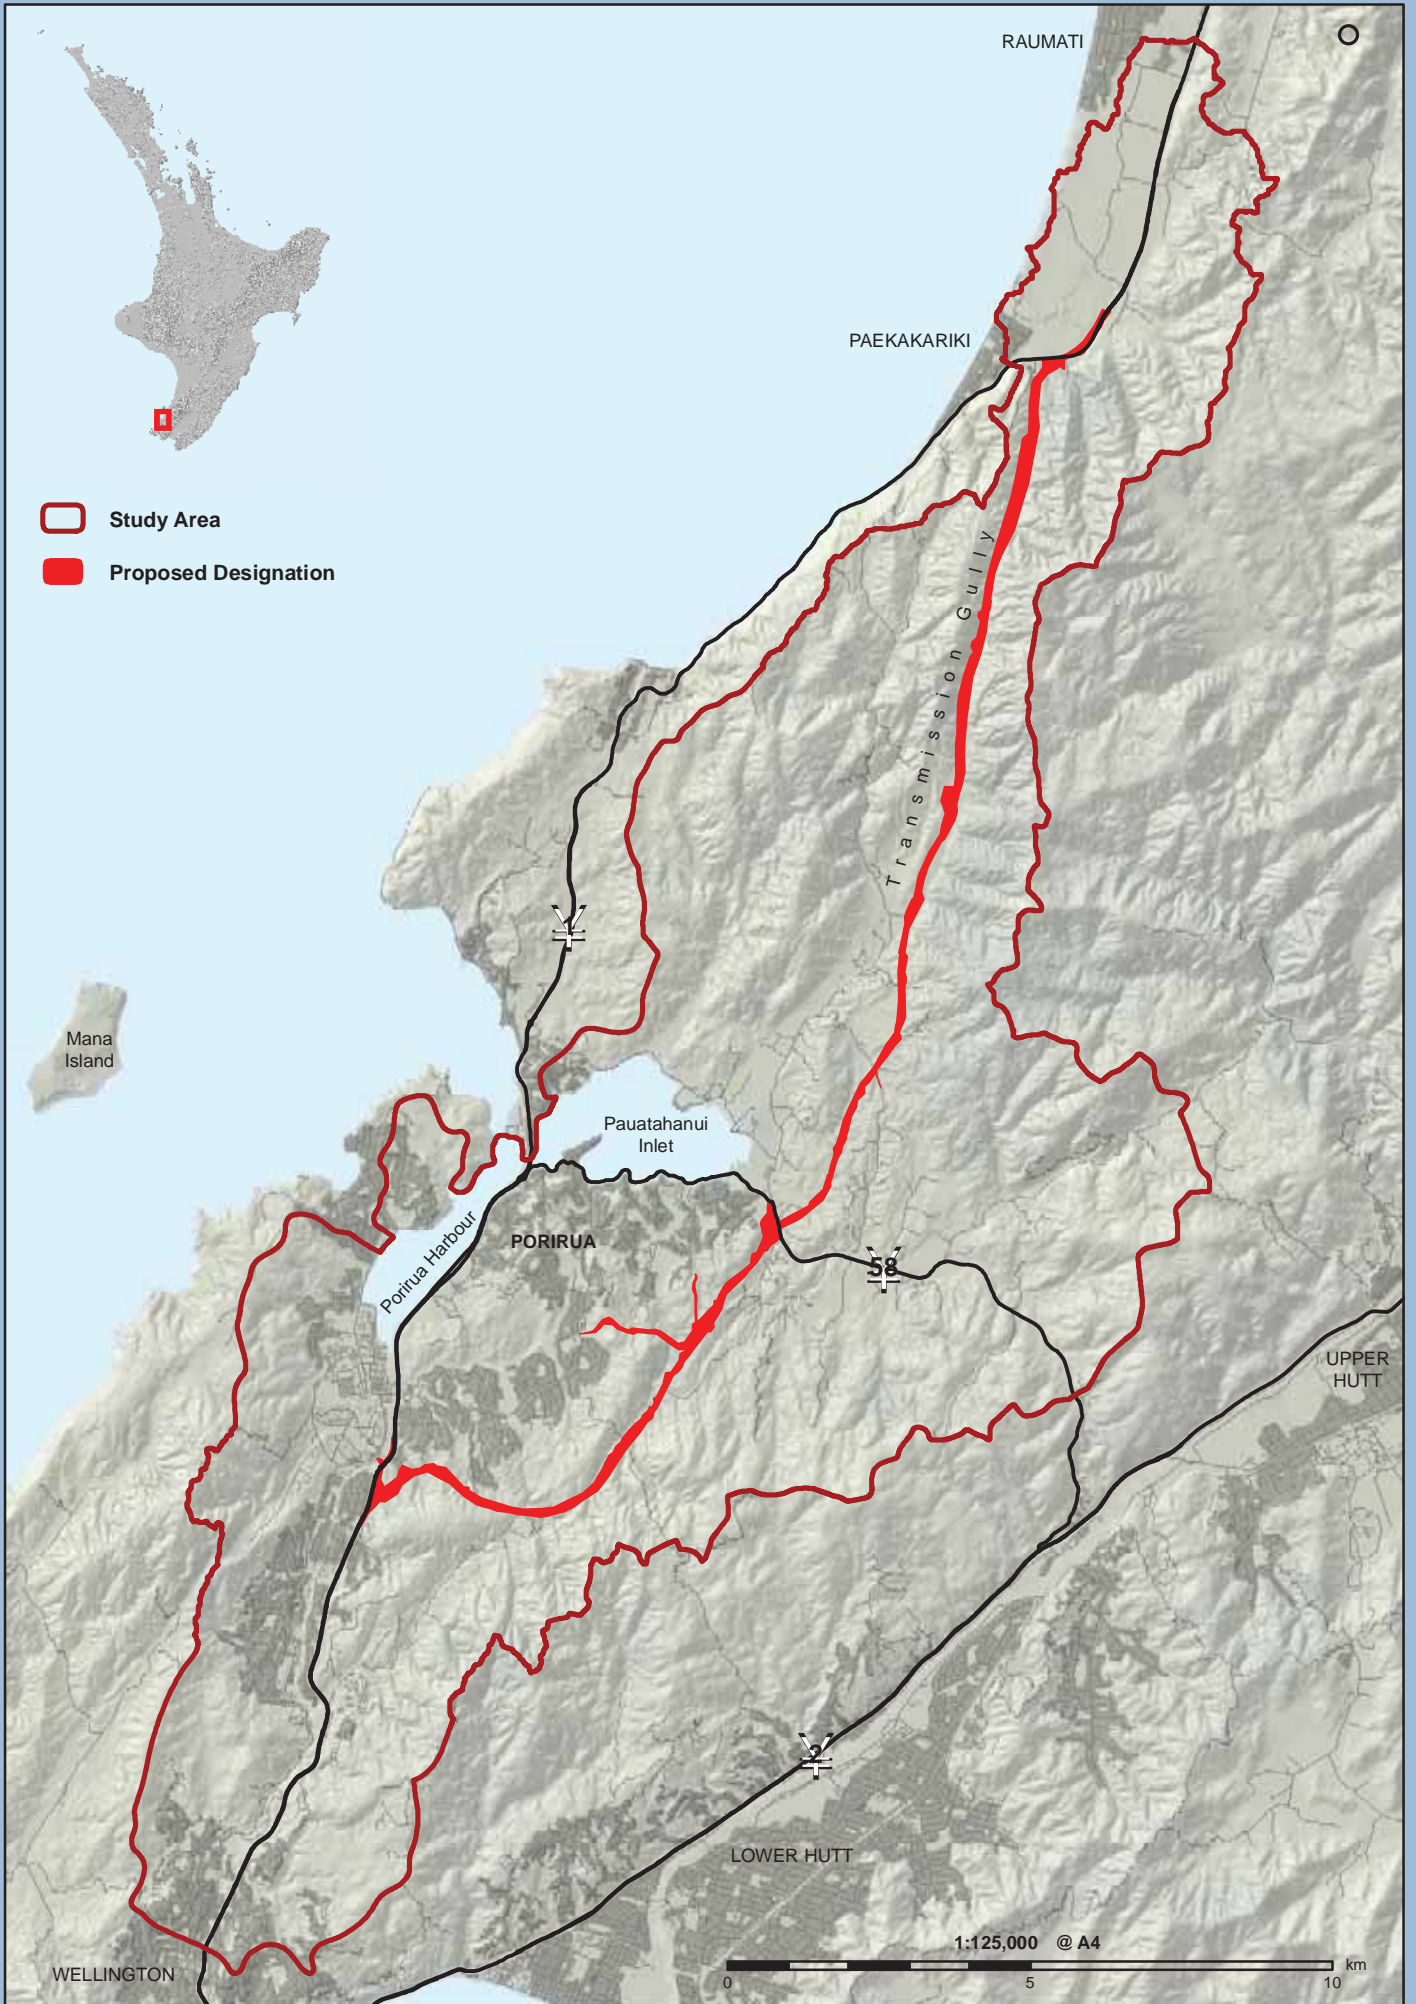 RAUMATI
PAEKAKARIKI
Study Area
Proposed Designation
Transmission Gully
1
Mana
Island
Pauatahanui
Inlet
Porirua Harbour
PORIRUA
58
UPPER
HUTT
2
LOWER HUTT
1:125,000 @ A4
km
0 5 10
WELLINGTON